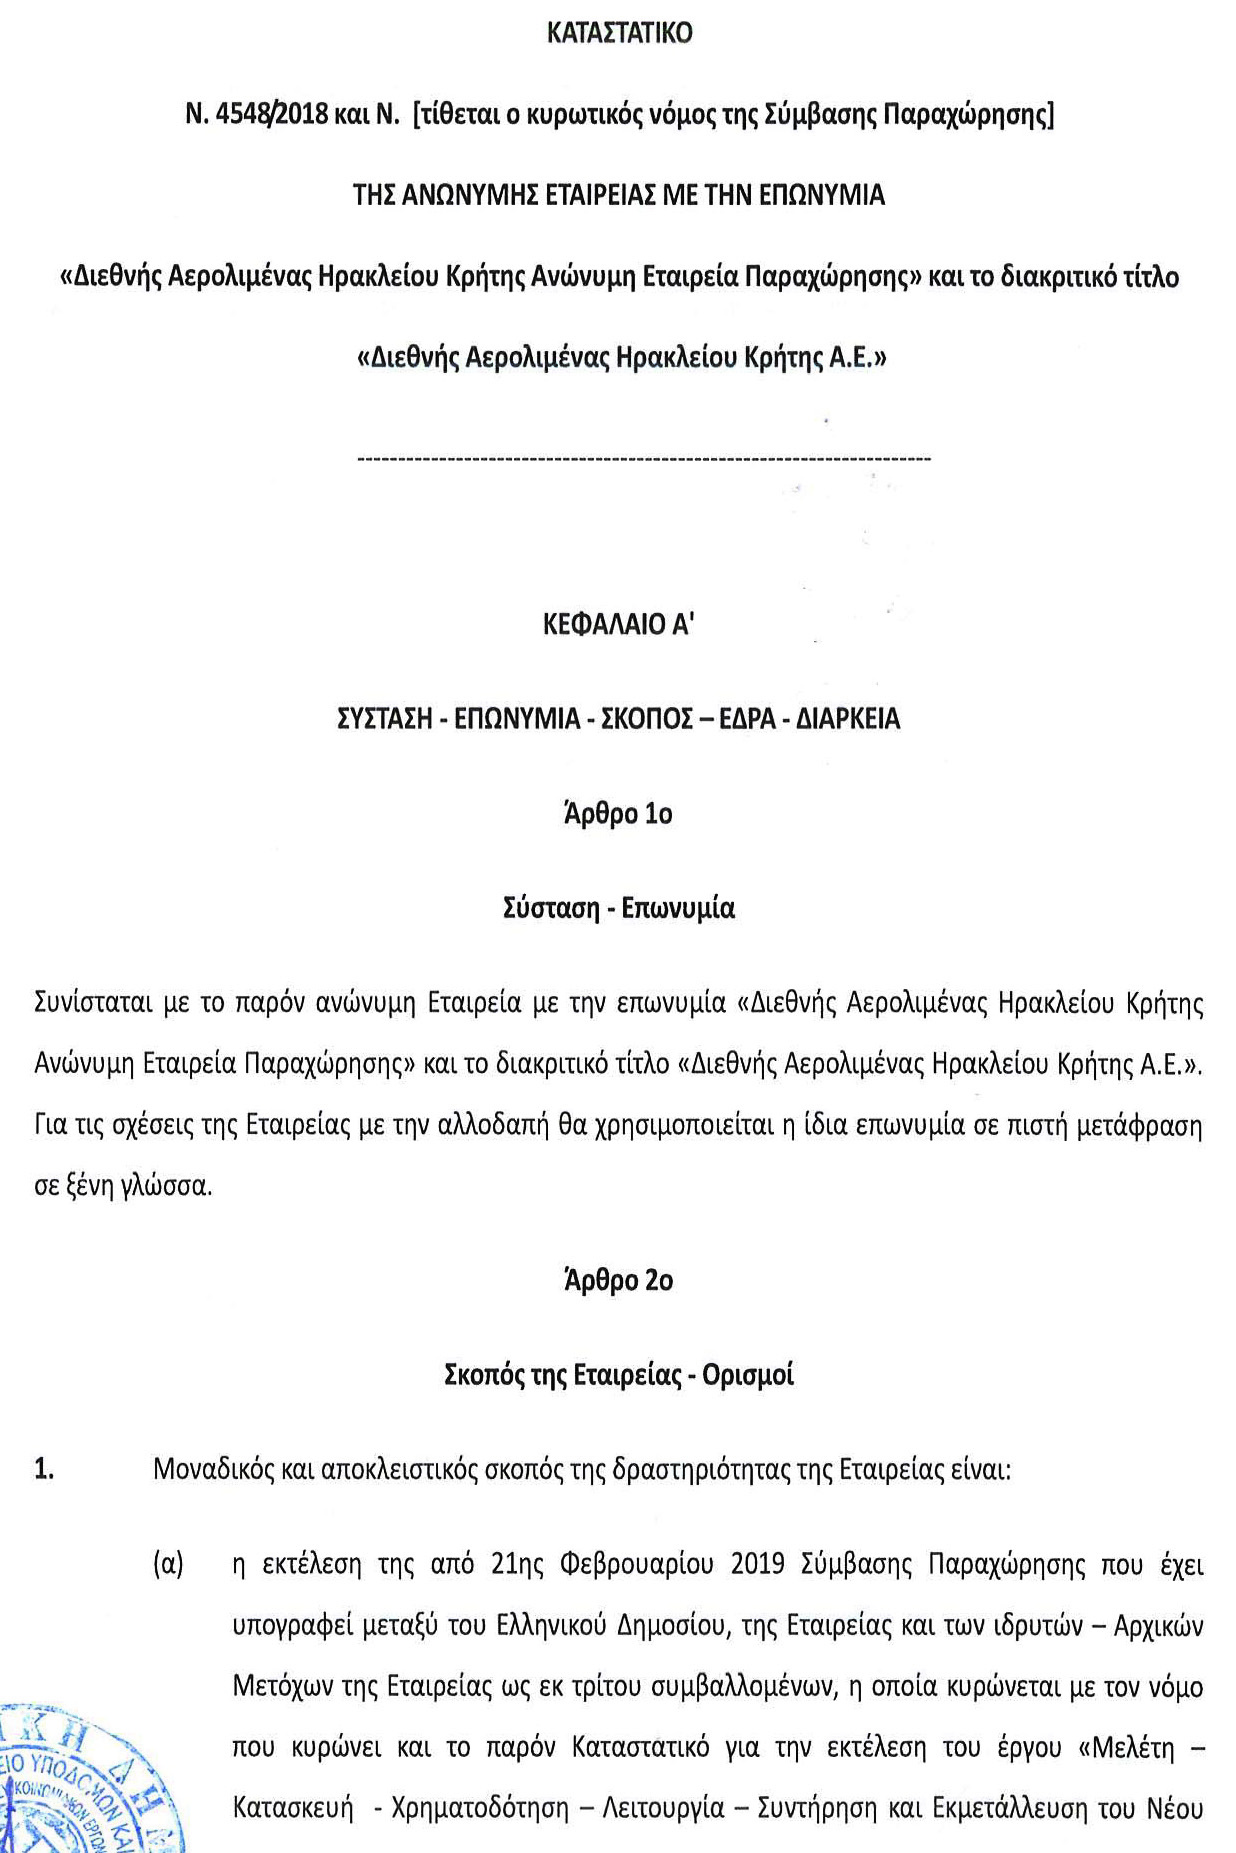 ΚΑΤΑΣΤΑΤΙΚΟ
Ν. 4548/2018 και Ν. [τίθεται ο κυρωτικός νόμος της Σύμβασης Παραχώρησης]
ΤΗΣ ΑΝΩΝΥΜΗΣ ΕΤΑΙΡΕΙΑΣ ΜΕ ΤΗΝ ΕΠΩΝΥΜΙΑ
«Διεθνής Αερολιμένας Ηρακλείου Κρήτης Ανώνυμη Εταιρεία Παραχώρησης» και το διακριτικό τίτλο
«Διεθνής Αερολιμένας Ηρακλείου Κρήτης Α.Ε.»
----------------------------------------------------------------------
ΚΕΦΑΛΑΙΟ Α'
ΣΥΣΤΑΣΗ - ΕΠΩΝΥΜΙΑ - ΣΚΟΠΟΣ – ΕΔΡΑ - ΔΙΑΡΚΕΙΑ
Άρθρο 1ο
Σύσταση - Επωνυμία
Συνίσταται με το παρόν ανώνυμη Εταιρεία με την επωνυμία «Διεθνής Αερολιμένας Ηρακλείου Κρήτης
Ανώνυμη Εταιρεία Παραχώρησης» και το διακριτικό τίτλο «Διεθνής Αερολιμένας Ηρακλείου Κρήτης Α.Ε.».
Για τις σχέσεις της Εταιρείας με την αλλοδαπή θα χρησιμοποιείται η ίδια επωνυμία σε πιστή μετάφραση
σε ξένη γλώσσα.
Άρθρο 2ο
Σκοπός της Εταιρείας - Ορισμοί
1. Μοναδικός και αποκλειστικός σκοπός της δραστηριότητας της Εταιρείας είναι:
(α) η εκτέλεση της από 21ης Φεβρουαρίου 2019 Σύμβασης Παραχώρησης που έχει
υπογραφεί μεταξύ του Ελληνικού Δημοσίου, της Εταιρείας και των ιδρυτών – Αρχικών
Μετόχων της Εταιρείας ως εκ τρίτου συμβαλλομένων, η οποία κυρώνεται με τον νόμο
που κυρώνει και το παρόν Καταστατικό για την εκτέλεση του έργου «Μελέτη –
Κατασκευή - Χρηματοδότηση – Λειτουργία – Συντήρηση και Εκμετάλλευση του Νέου
ΥΠΟΔΟΜΩΝ ΚΑΙ